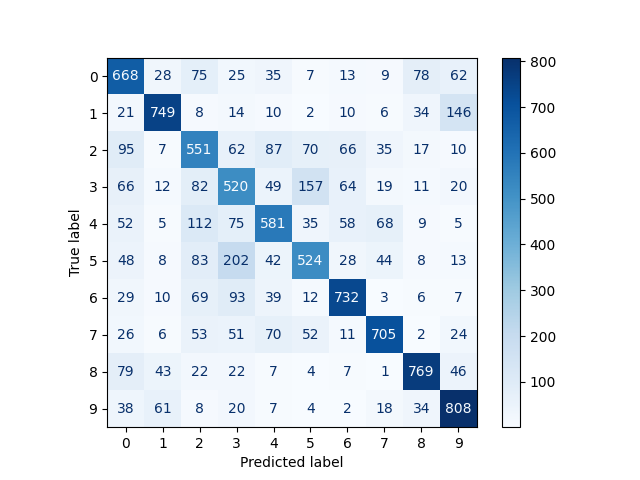 0 668 28 75 25 35 7 13 9 78 62
1 21 749 8 14 10 2 10 6 34 146
2 95 7 551 62 87 70 66 35 17 10
3 66 12 82 520 49 157 64 19 11 20
4 52 5 112 75 581 35 58 68 9 5
5 48 8 83 202 42 524 28 44 8 13
6 29 10 69 93 39 12 732 3 6 7
7 26 6 53 51 70 52 11 705 2 24
8 79 43 22 22 7 4 7 1 769 46
9 38 61 8 20 7 4 2 18 34 808
0 1 2 3 4 5 6 7 8 9
Predicted label
True label
800
700
600
500
400
300
200
100